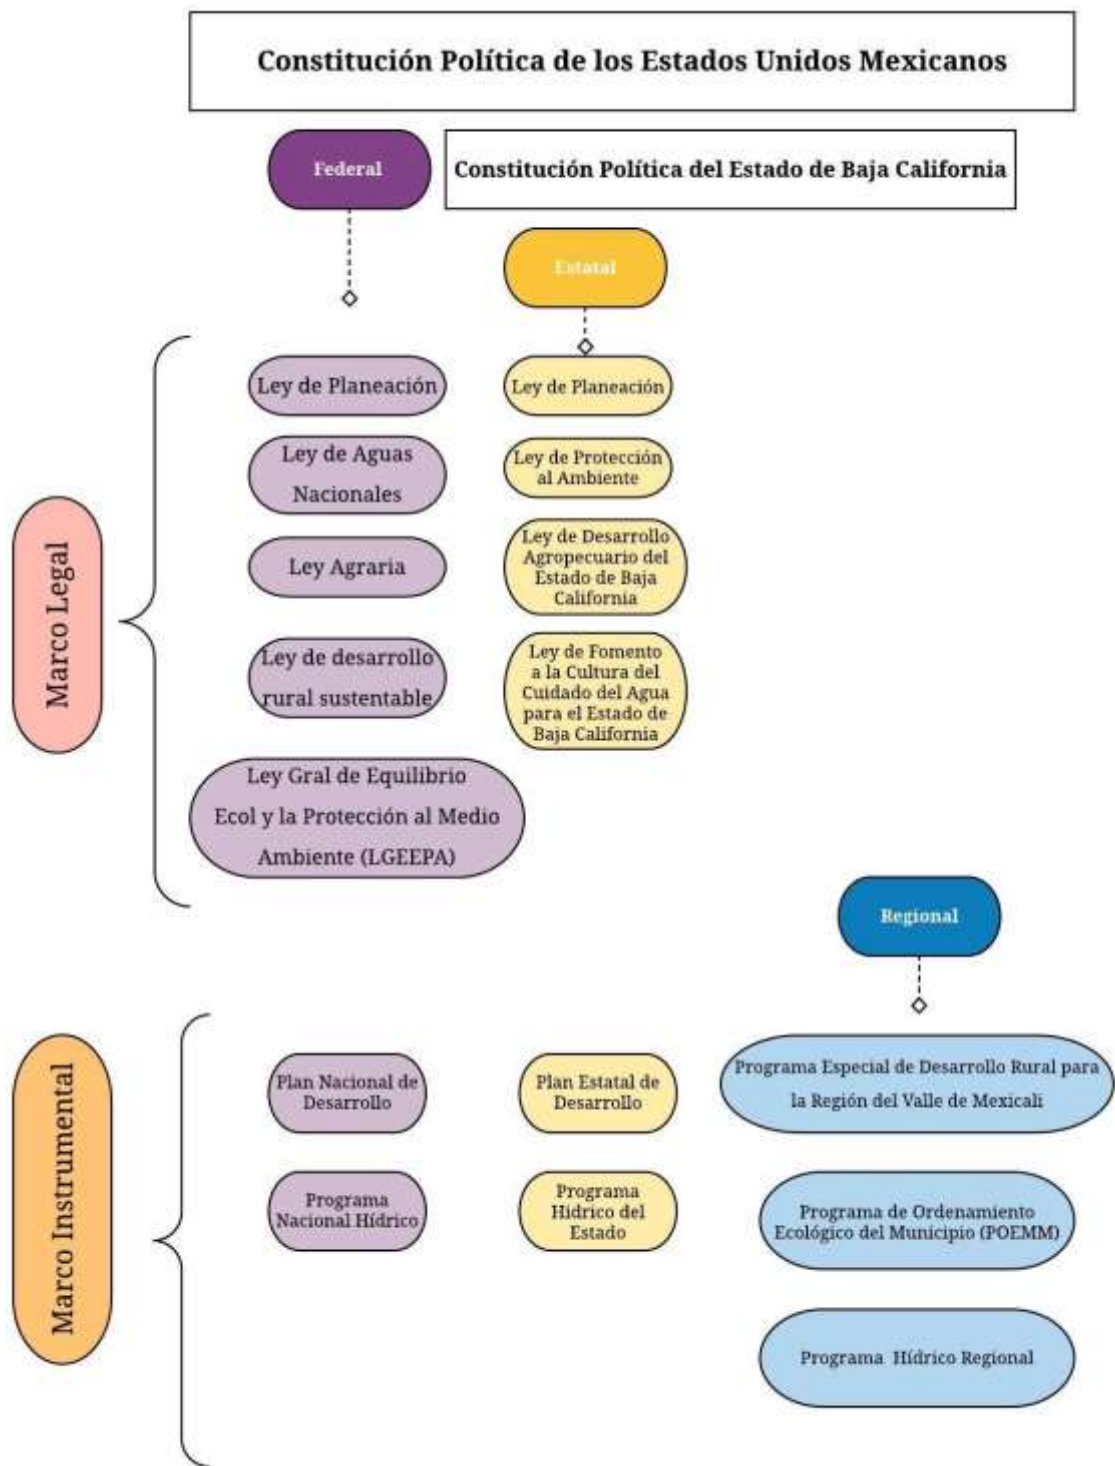 Constitución Política de los Estados Unidos Mexicanos
Federal
Constitución Política del Estado de Baja California
Estatal
Marco Legal
Ley de Planeación
Ley de Aguas
Nacionales
Ley Agraria
Ley de desarrollo
rural sustentable
Ley Gral de Equilibrio
Ecol y la Protección al Medio
Ambiente (LGEEPA)
Ley de Planeación
Ley de Protección
al Ambiente
Ley de Desarrollo
Agropecuario del
Estado de Baja
California
Ley de Fomento
a la Cultura del
Cuidado del Agua
para el Estado de
Baja California
Regional
Marco Instrumental
Plan Nacional de
Desarrollo
Programa
Nacional Hídrico
Plan Estatal de
Desarrollo
Programa
Hidrico del
Estado
Programa Especial de Desarrollo Rural para
la Región del Valle de Mexicali
Programa de Ordenamiento
Ecológico del Municipio (POEMM)
Programa Hídrico Regional